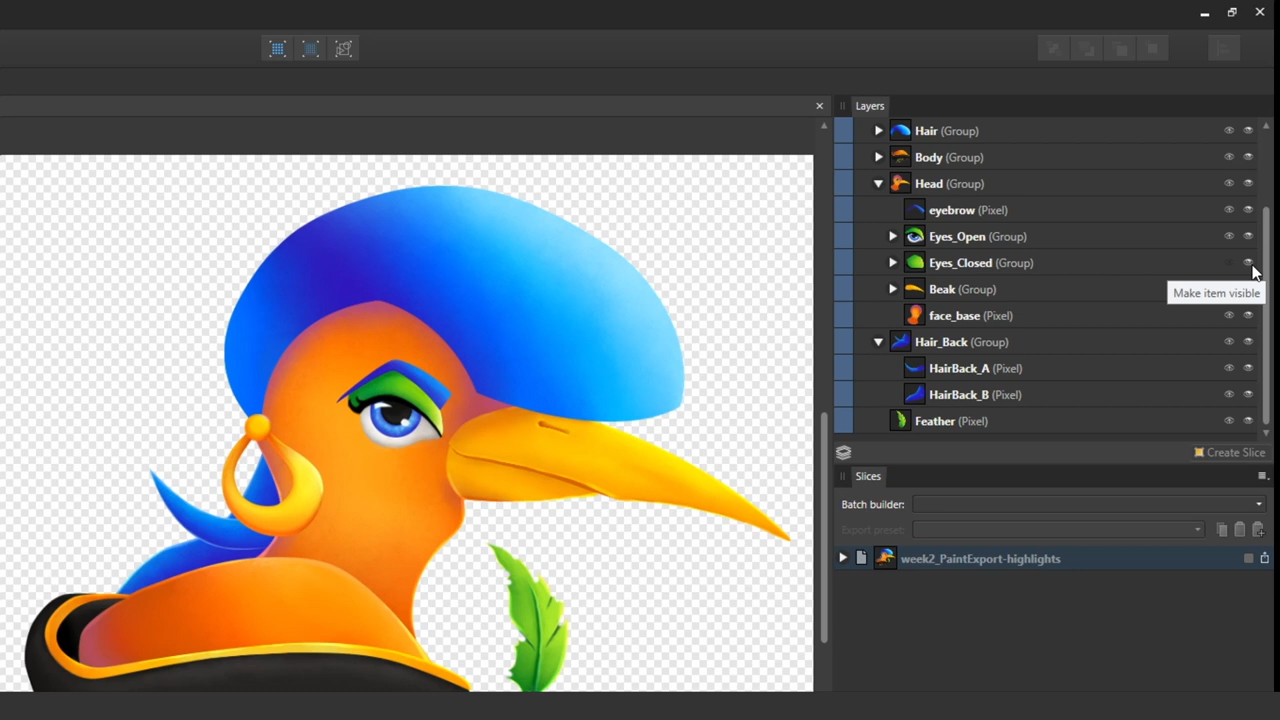 Layers
Hair (Group)
Body (Group)
Head (Group)
eyebrow (Pixel)
Eyes_Open (Group)
Eyes_Closed (Group)
Beak (Group)
Make item visible
face_base (Pixel)
Hair_Back (Group)
HairBack_A (Pixel)
HairBack_B (Pixel)
Feather (Pixel)
Create Slice
Slices
Batch builder:
Export preset:
week2_PaintExport-highlights